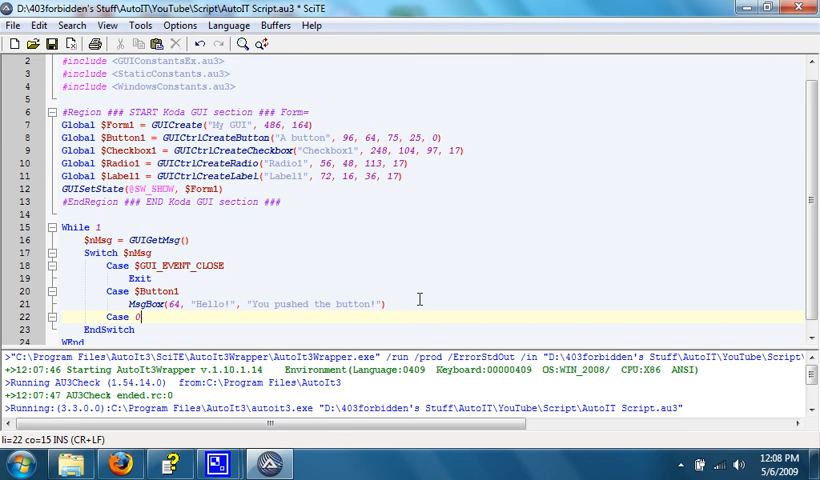 D:\403forbidden's Stuff\AutoIT\YouTube\Script\AutoIT Script.au3 * SciTE
File Edit Search View Tools Options Language Buffers Help
2 #include <GUIConstantsEx.au3>
3 #include <StaticConstants.au3>
4 #include <WindowsConstants.au3>
5
6 #Region ### START Koda GUI section ### Form=
7 Global $Form1 = GUICreate("My GUI", 486, 164)
8 Global $Button1 = GUICtrlCreateButton("A button", 96, 64, 75, 25, 0)
9 Global $Checkbox1 = GUICtrlCreateCheckbox("Checkbox1", 248, 104, 97, 17)
10 Global $Radio1 = GUICtrlCreateRadio("Radio1", 56, 48, 113, 17)
11 Global $Label1 = GUICtrlCreateLabel("Label1", 72, 16, 36, 17)
12 GUISetState(@SW_SHOW, $Form1)
13 #EndRegion ### END Koda GUI section ###
14
15 While 1
16 $nMsg = GUIGetMsg()
17 Switch $nMsg
18 Case $GUI_EVENT_CLOSE
19 Exit
20 Case $Button1
21 MsgBox(64, "Hello!", "You pushed the button!")
22 Case 0
23 EndSwitch
24 WEnd
>"C:\Program Files\AutoIt3\SciTE\AutoIt3Wrapper\AutoIt3Wrapper.exe" /run /prod /ErrorStdOut /in "D:\403forbidden's Stuff\AutoIT\YouTube\Script
+>12:07:46 Starting AutoIt3Wrapper v.1.10.1.14 Environment(Language:0409 Keyboard:00000409 OS:WIN_2008/ CPU:X86 ANSI)
>Running AU3Check (1.54.14.0) from:C:\Program Files\AutoIt3
+>12:07:47 AU3Check ended.rc:0
>Running:(3.3.0.0):C:\Program Files\AutoIt3\autoit3.exe "D:\403forbidden's Stuff\AutoIT\YouTube\Script\AutoIT Script.au3"
li=22 co=15 INS (CR+LF)
12:08 PM
5/6/2009